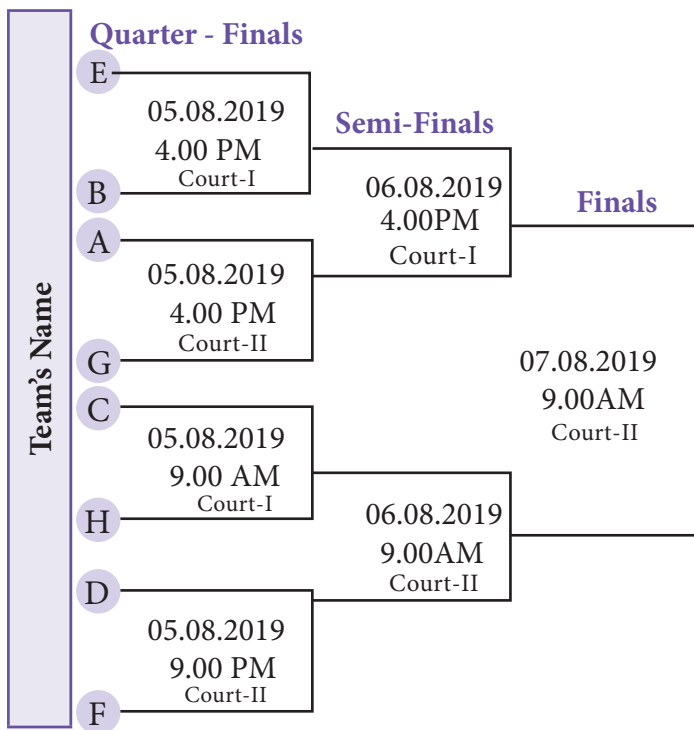 Quarter - Finals
Team's Name
E
05.08.2019
4.00 PM
Court-I
B
A
05.08.2019
4.00 PM
Court-II
G
C
05.08.2019
9.00 AM
Court-I
H
D
05.08.2019
9.00 PM
Court-II
F
Semi-Finals
06.08.2019
4.00PM
Court-I
06.08.2019
9.00AM
Court-II
Finals
07.08.2019
9.00AM
Court-II